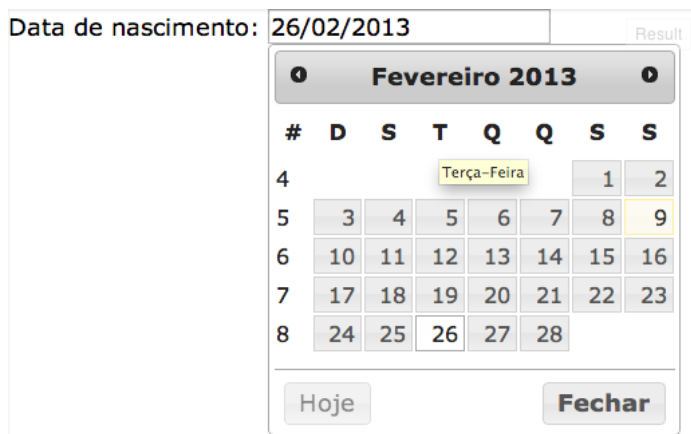 Data de nascimento: 26/02/2013
Result
Fevereiro 2013
# D S T Q Q S S
Terça-Feira
4 1 2
5 3 4 5 6 7 8 9
6 10 11 12 13 14 15 16
7 17 18 19 20 21 22 23
8 24 25 26 27 28
Hoje Fechar